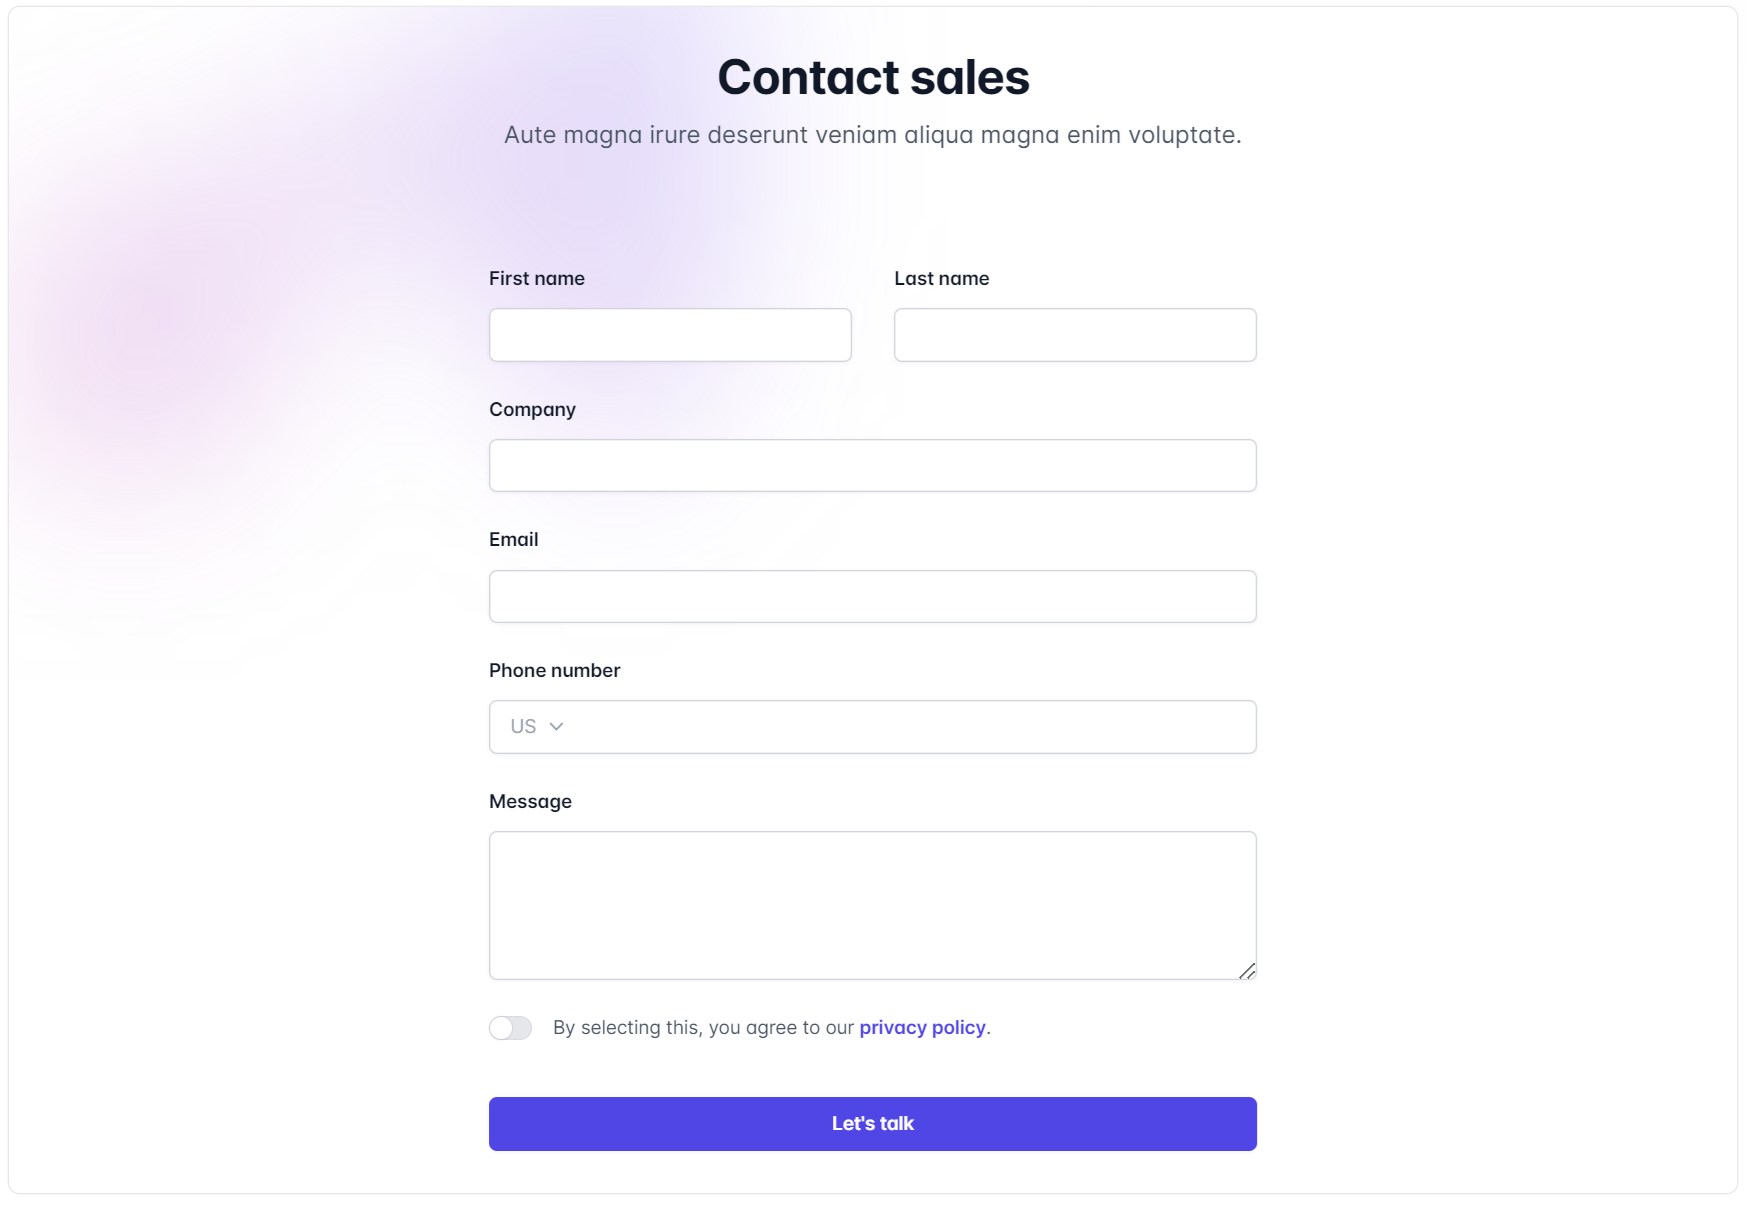 Contact sales
Aute magna irure deserunt veniam aliqua magna enim voluptate.
First name
Last name
Company
Email
Phone number
US
Message
By selecting this, you agree to our privacy policy.
Let's talk